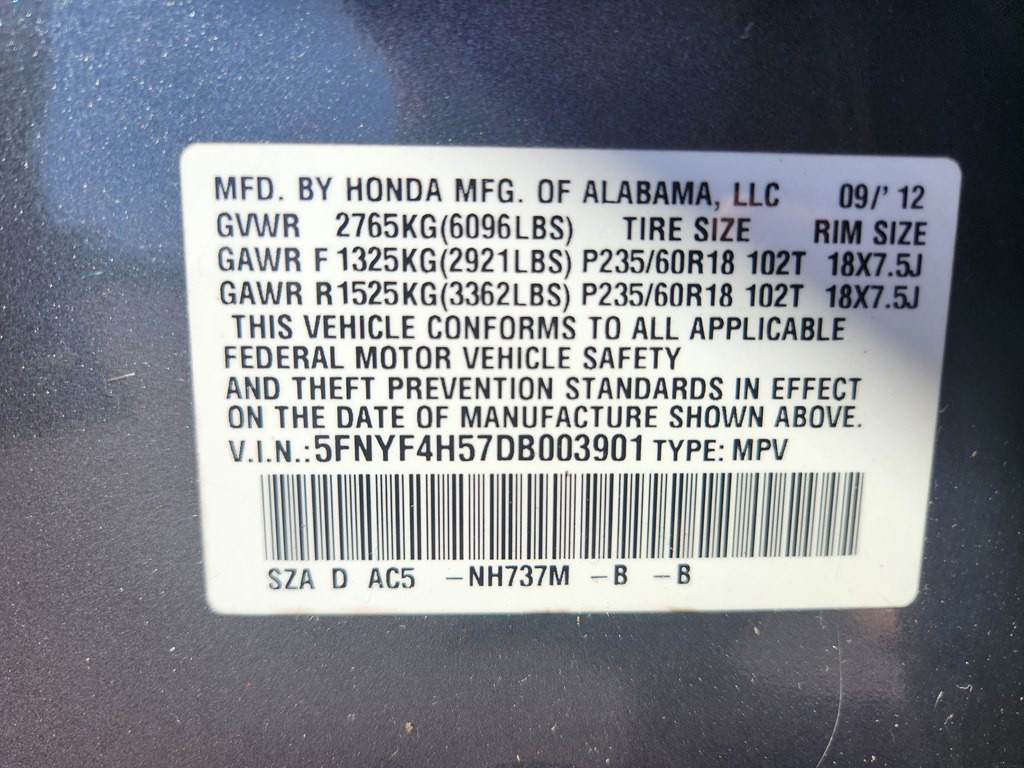 MFD. BY HONDA MFG. OF ALABAMA, LLC 09/' 12
GVWR 2765KG(6096LBS) TIRE SIZE RIM SIZE
GAWR F 1325KG(2921LBS) P235/60R18 102T 18X7.5J
GAWR R1525KG(3362LBS) P235/60R18 102T 18X7.5J
THIS VEHICLE CONFORMS TO ALL APPLICABLE
FEDERAL MOTOR VEHICLE SAFETY
AND THEFT PREVENTION STANDARDS IN EFFECT
ON THE DATE OF MANUFACTURE SHOWN ABOVE.
V.I.N.:5FNYF4H57DB003901 TYPE: MPV
SZA D AC5 -NH737M -B -B